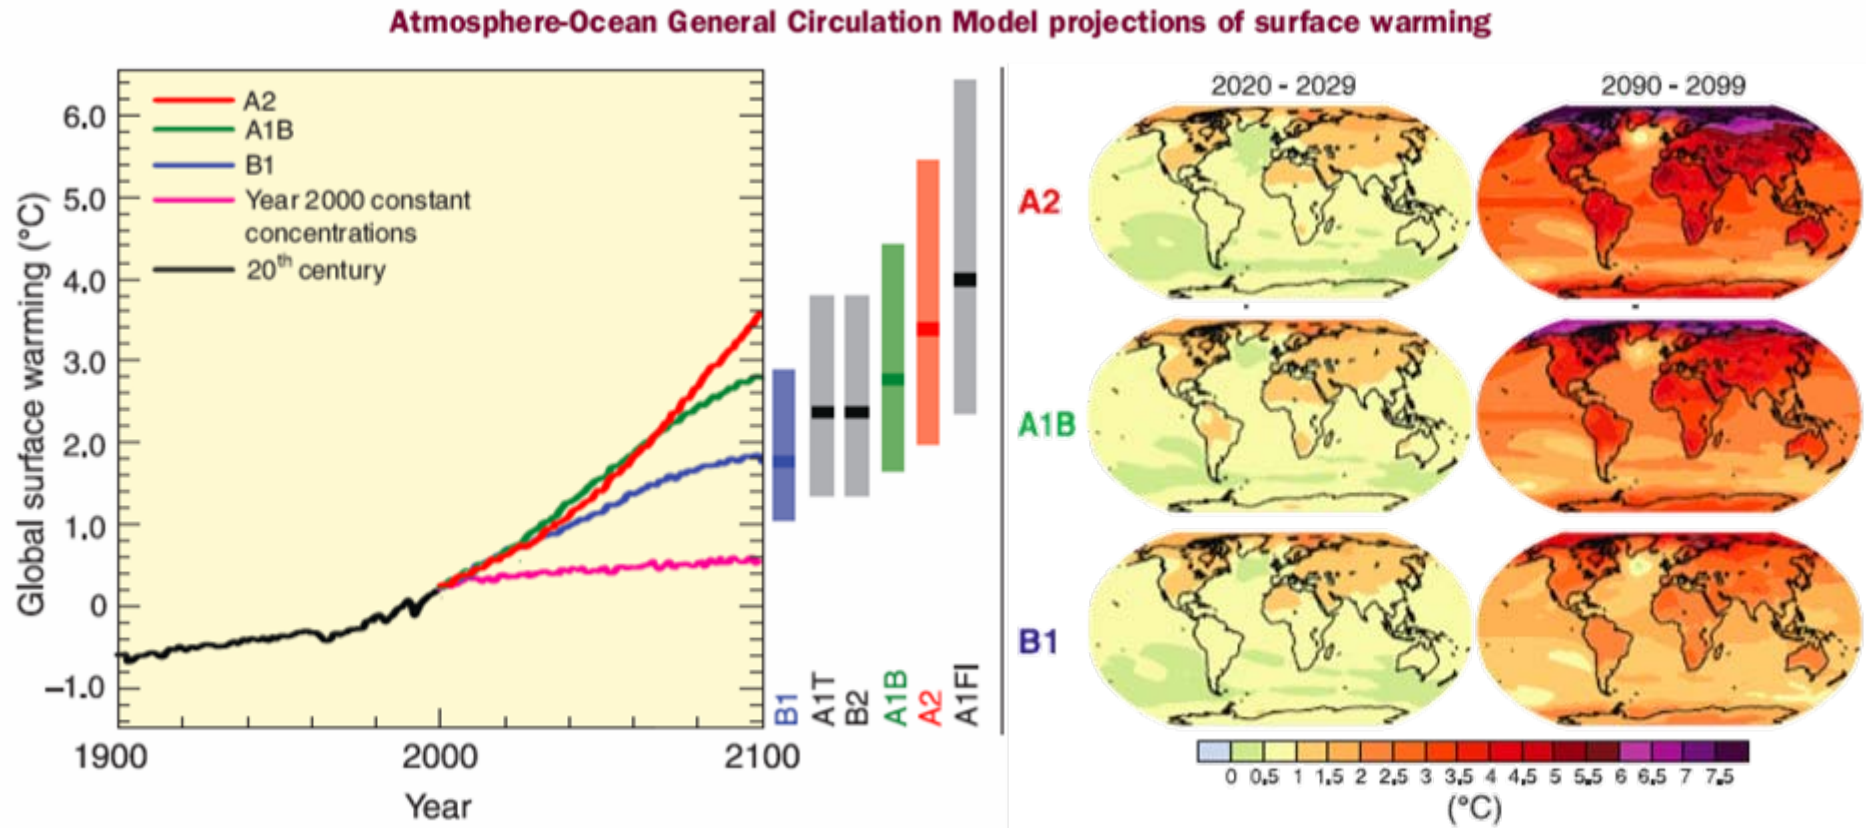 Atmosphere-Ocean General Circulation Model projections of surface warming
A2
A1B
B1
Year 2000 constant
concentrations
20th century
Global surface warming (°C)
6.0
5.0
4.0
3.0
2.0
1.0
0
–1.0
1900
2000
2100
Year
B1
A1T
B2
A1B
A2
A1FI
2020 - 2029
2090 - 2099
A2
A1B
B1
0 0,5 1 1,5 2 2,5 3 3,5 4 4,5 5 5,5 6 6,5 7 7,5
(°C)